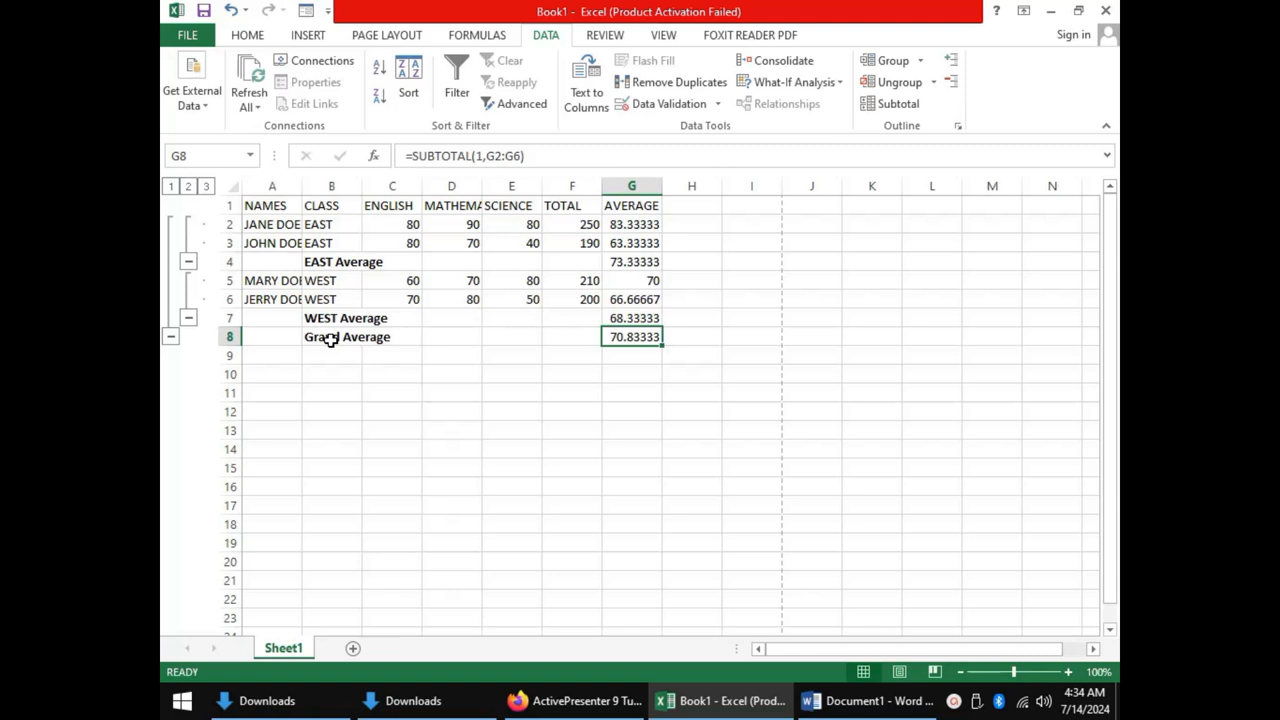 Book1 - Excel (Product Activation Failed)
FILE HOME INSERT PAGE LAYOUT FORMULAS DATA REVIEW VIEW FOXIT READER PDF Sign in
Get External Data
Refresh All
Connections
Properties
Edit Links
Connections
Sort
Filter
Clear
Reapply
Advanced
Sort & Filter
Text to Columns
Flash Fill
Remove Duplicates
Data Validation
Consolidate
What-If Analysis
Relationships
Data Tools
Group
Ungroup
Subtotal
Outline
G8 fx =SUBTOTAL(1,G2:G6)
1 2 3 A B C D E F G H I J K L M N
1 NAMES CLASS ENGLISH MATHEMA SCIENCE TOTAL AVERAGE
2 JANE DOE EAST 80 90 80 250 83.33333
3 JOHN DOE EAST 80 70 40 190 63.33333
4 EAST Average 73.33333
5 MARY DOE WEST 60 70 80 210 70
6 JERRY DOE WEST 70 80 50 200 66.66667
7 WEST Average 68.33333
8 Grand Average 70.83333
9
10
11
12
13
14
15
16
17
18
19
20
21
22
23
Sheet1
READY 100%
Downloads Downloads ActivePresenter 9 Tu... Book1 - Excel (Prod... Document1 - Word ... 4:34 AM
7/14/2024